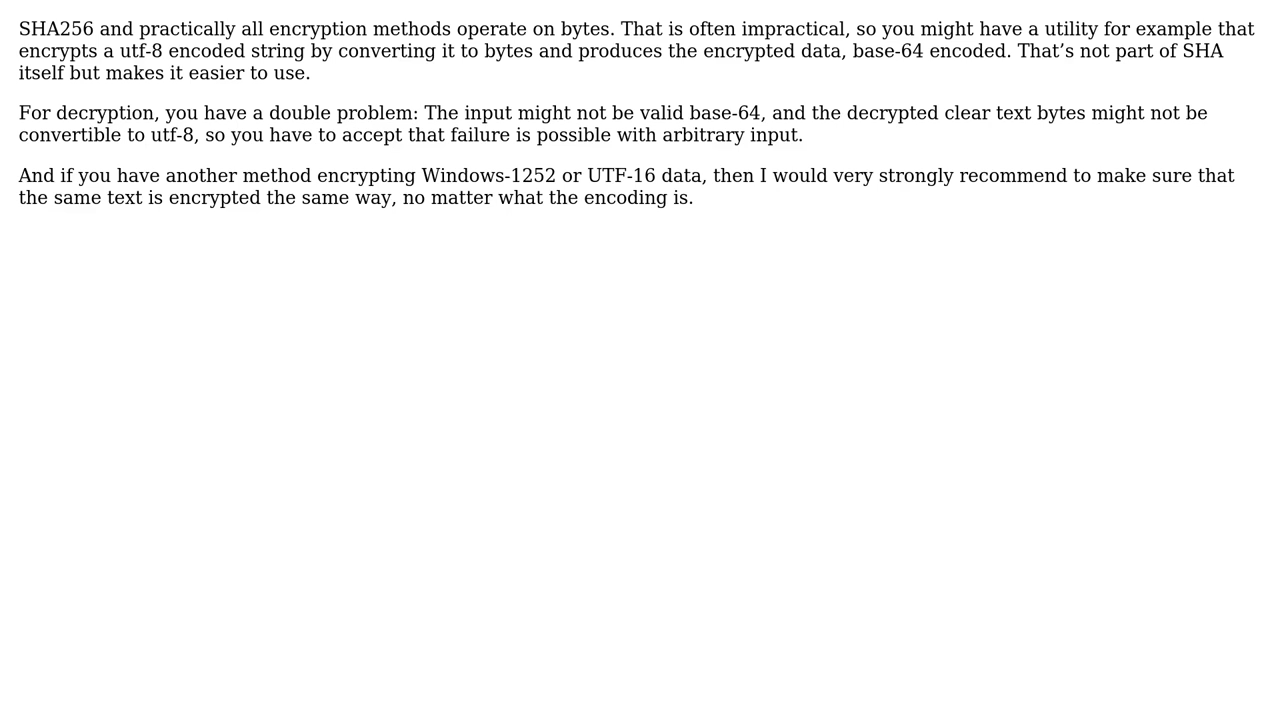 SHA256 and practically all encryption methods operate on bytes. That is often impractical, so you might have a utility for example that
encrypts a utf-8 encoded string by converting it to bytes and produces the encrypted data, base-64 encoded. That’s not part of SHA
itself but makes it easier to use.
For decryption, you have a double problem: The input might not be valid base-64, and the decrypted clear text bytes might not be
convertible to utf-8, so you have to accept that failure is possible with arbitrary input.
And if you have another method encrypting Windows-1252 or UTF-16 data, then I would very strongly recommend to make sure that
the same text is encrypted the same way, no matter what the encoding is.